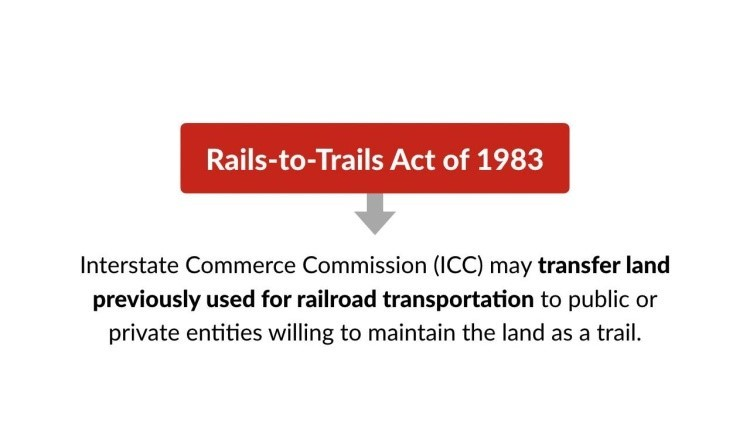 Rails-to-Trails Act of 1983
Interstate Commerce Commission (ICC) may transfer land
previously used for railroad transportation to public or
private entities willing to maintain the land as a trail.